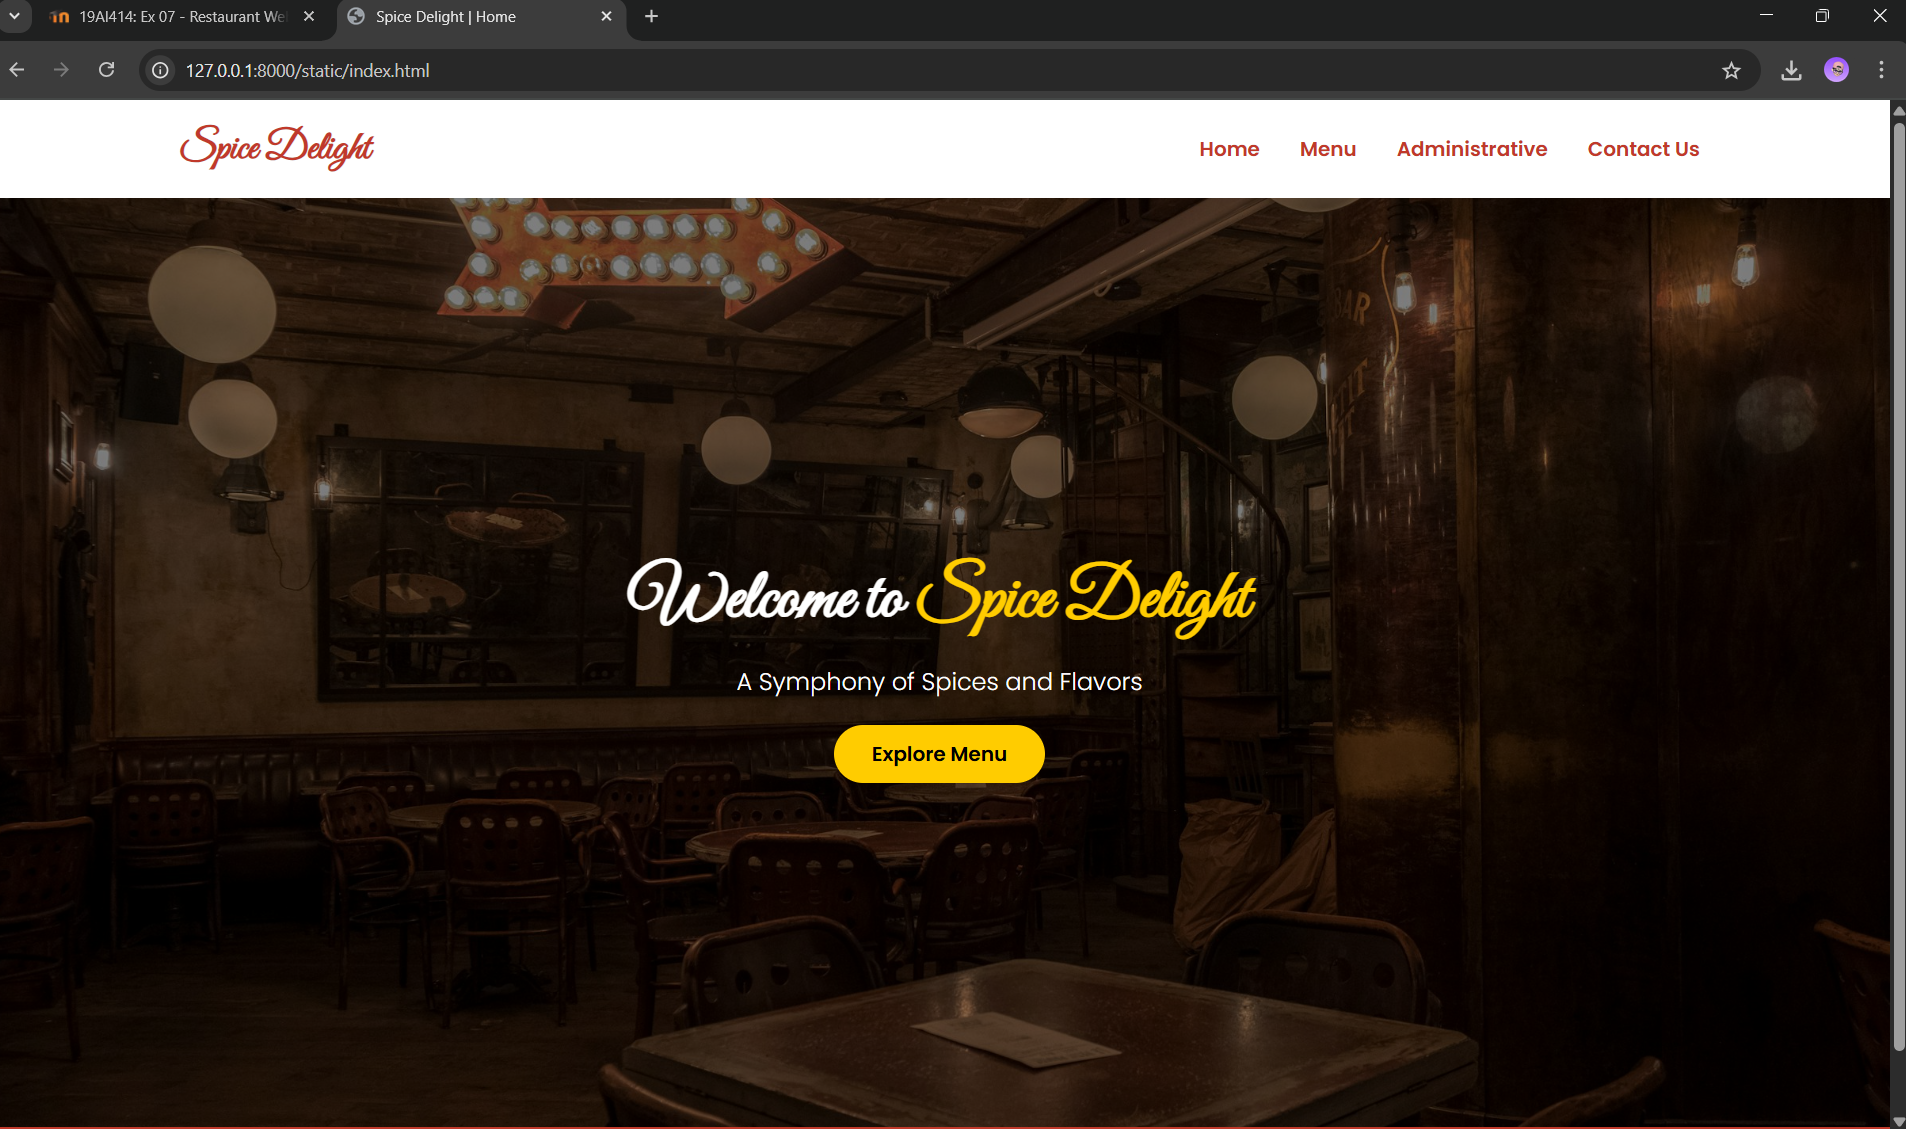 19AI414: Ex 07 - Restaurant We
Spice Delight | Home
127.0.0.1:8000/static/index.html
Spice Delight
Home Menu Administrative Contact Us
BAR
Welcome to Spice Delight
A Symphony of Spices and Flavors
Explore Menu